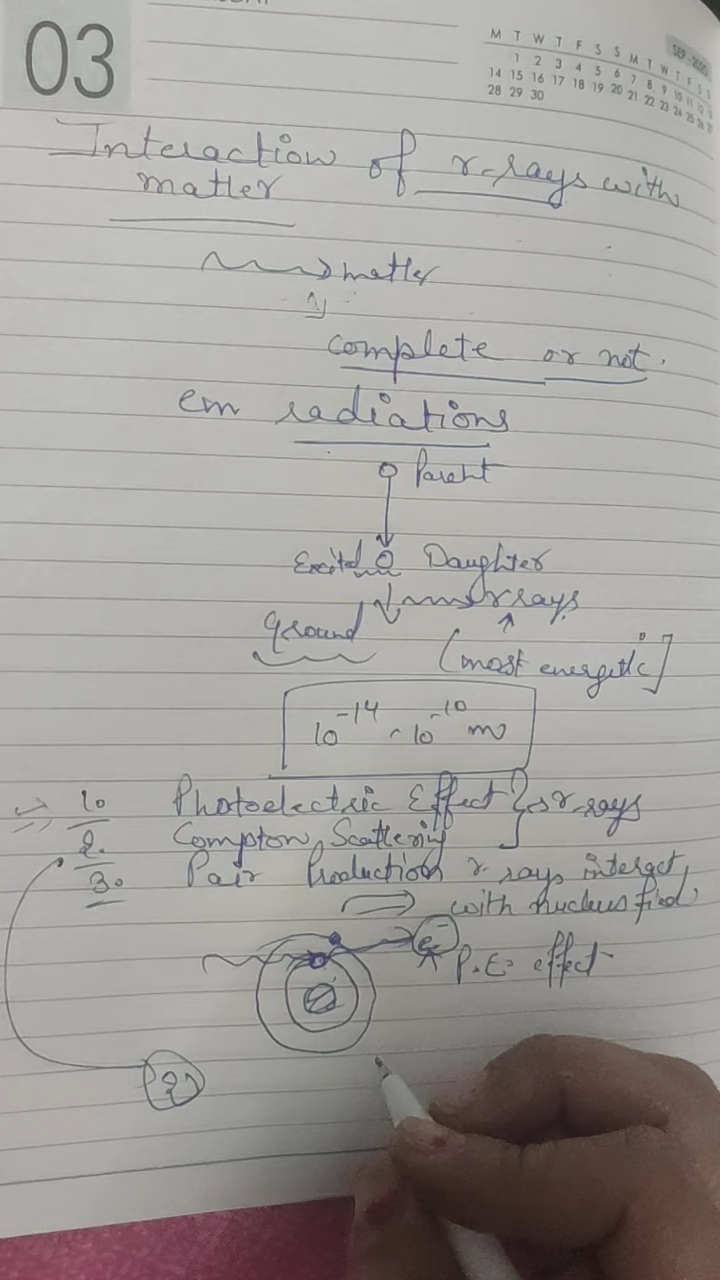 03
M T W T F S S M T W T F S S
1 2 3 4 5 6 7 8 9 10 11 12 13
14 15 16 17 18 19 20 21 22 23 24 25 26 27
28 29 30
Interaction of r-rays with
matter
matter
complete or not.
em radiations
Parent
Excited Daughter
r rays
ground
[most energetic]
10^-14 - 10^-10 m
1. Photoelectric Effect } r-rays
2. Compton Scattering
3. Pair Production r rays interact
with nucleus field
e-
P.E. effect
2